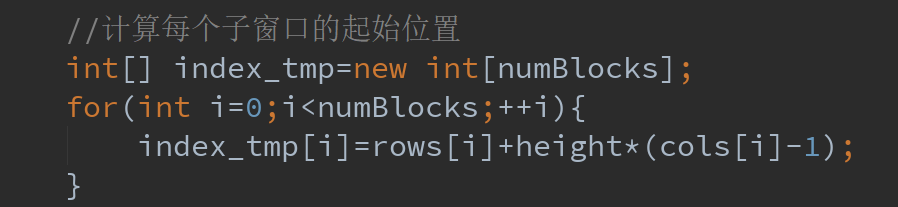 //计算每个子窗口的起始位置
int[] index_tmp=new int[numBlocks];
for(int i=0;i<numBlocks;++i){
    index_tmp[i]=rows[i]+height*(cols[i]-1);
}